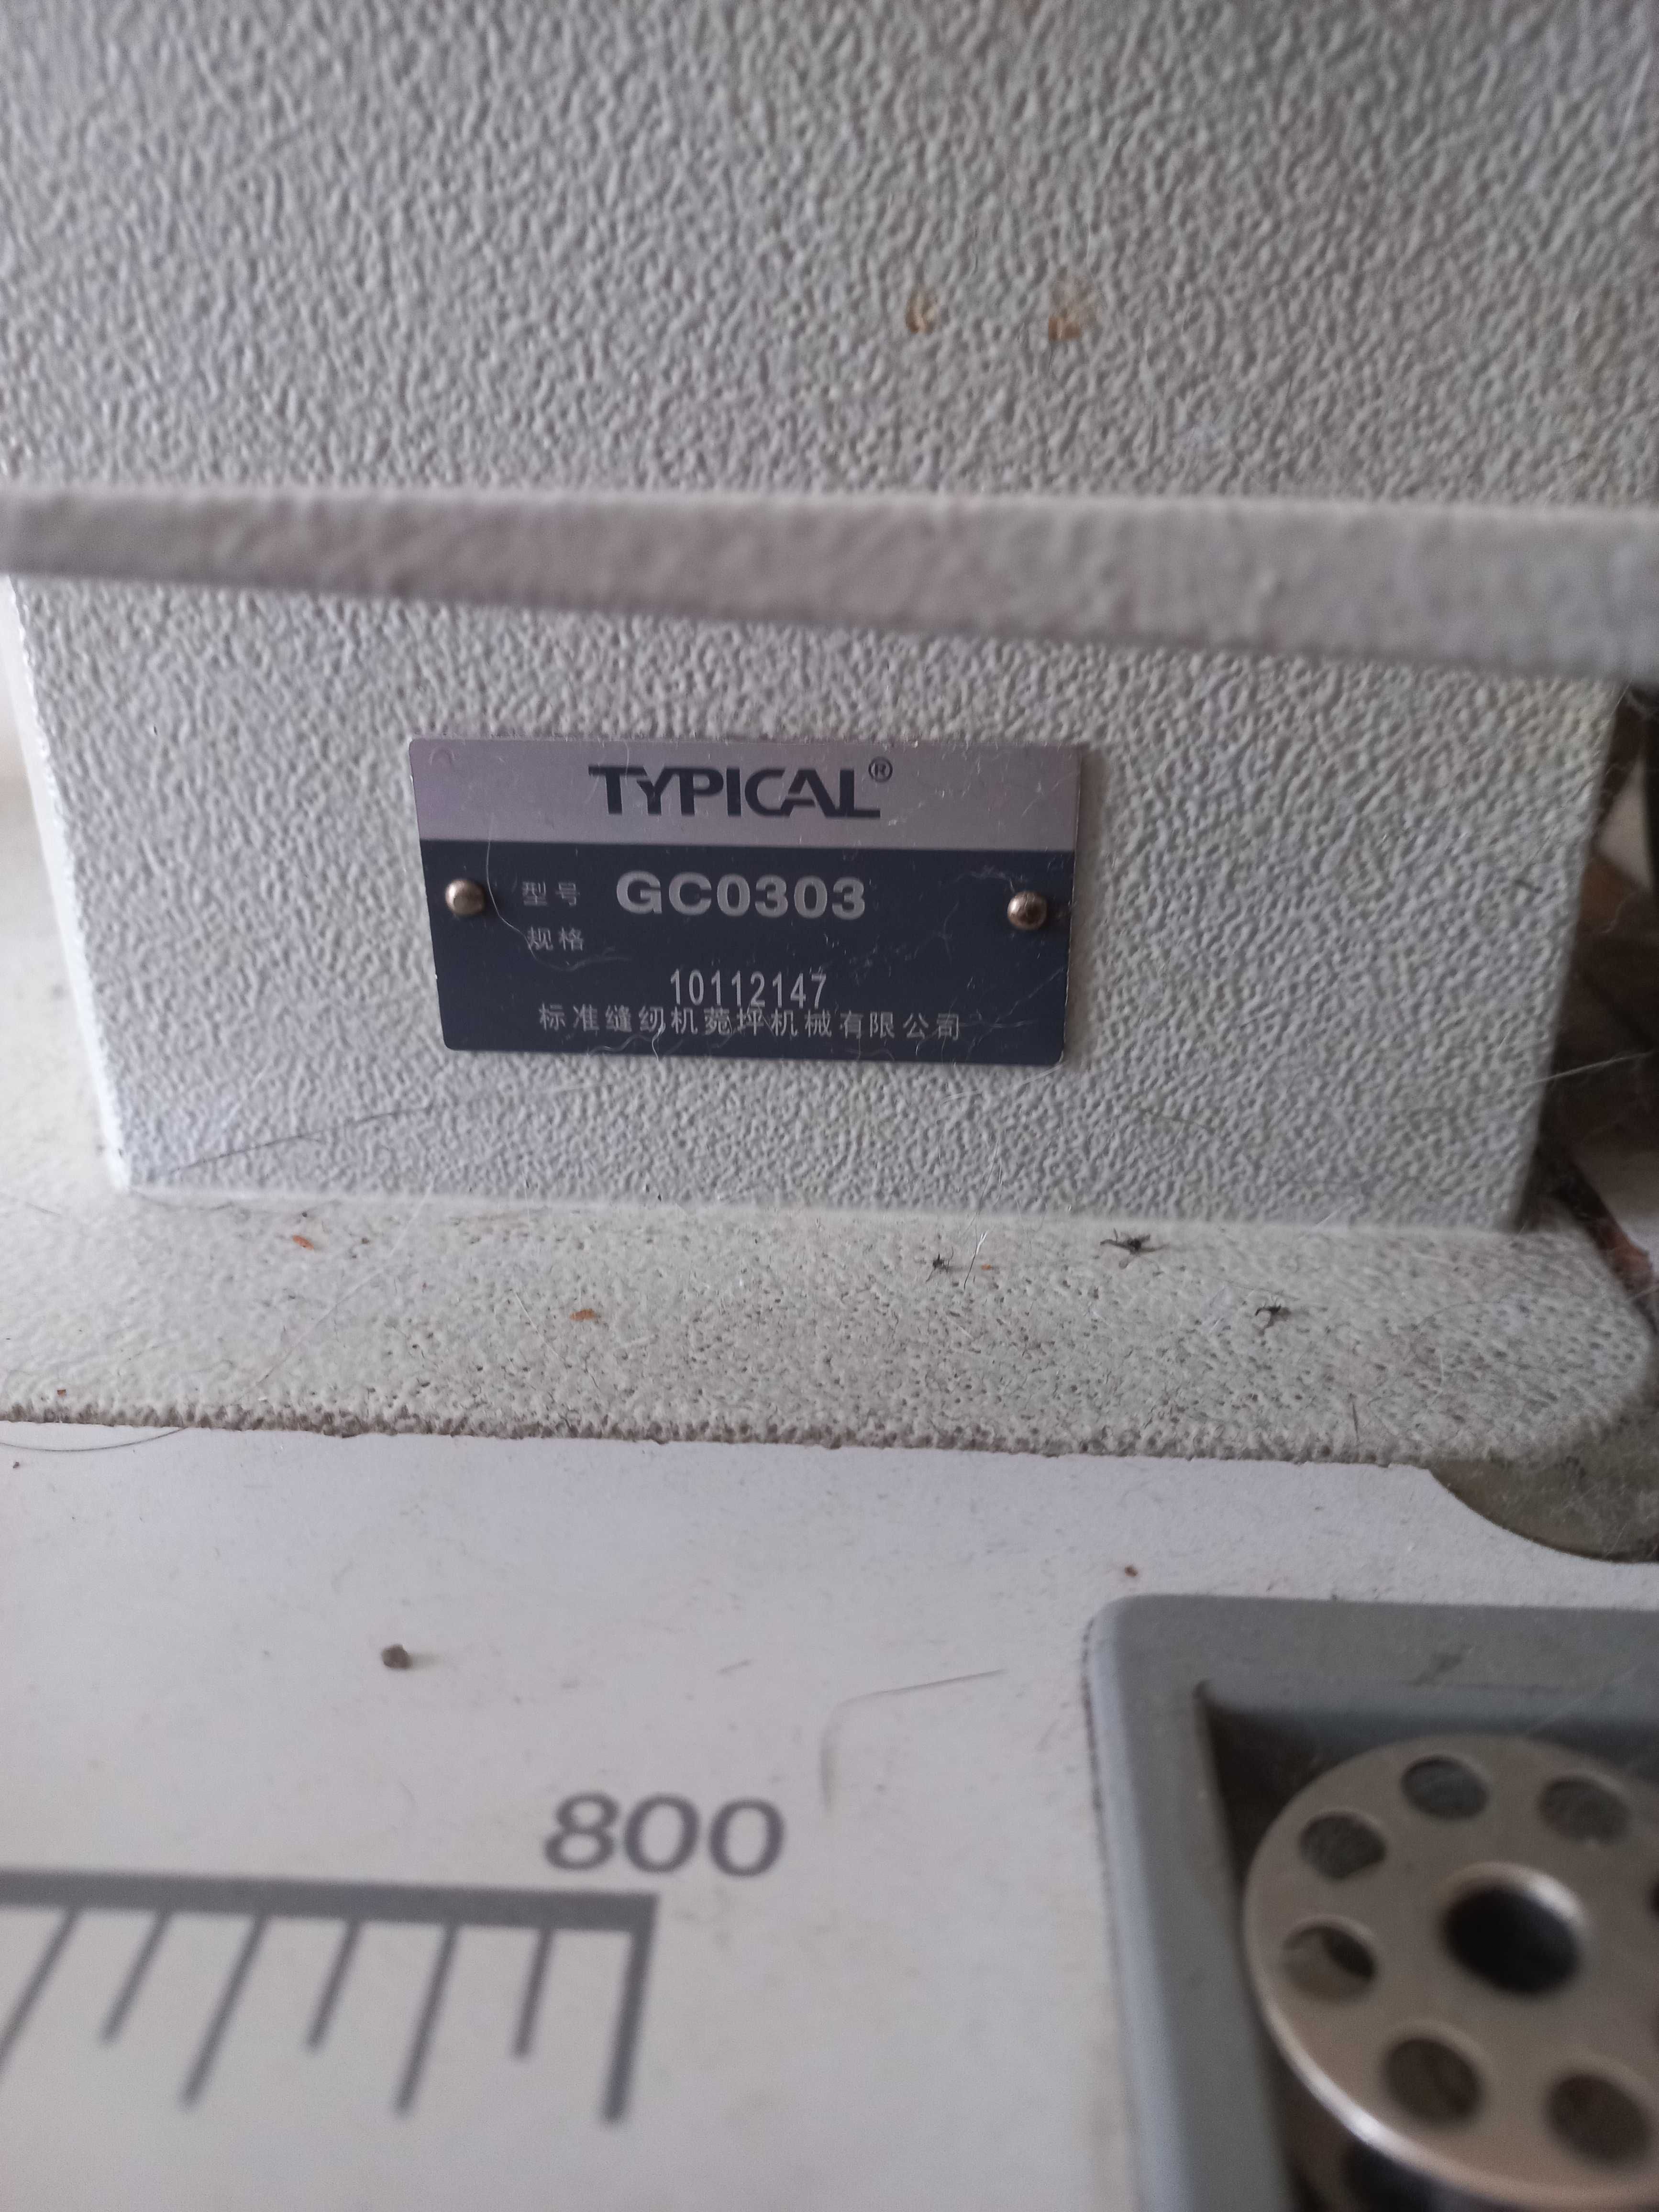 TYPICAL®
型号 GC0303
规格
10112147
标准缝纫机菀坪机械有限公司
800